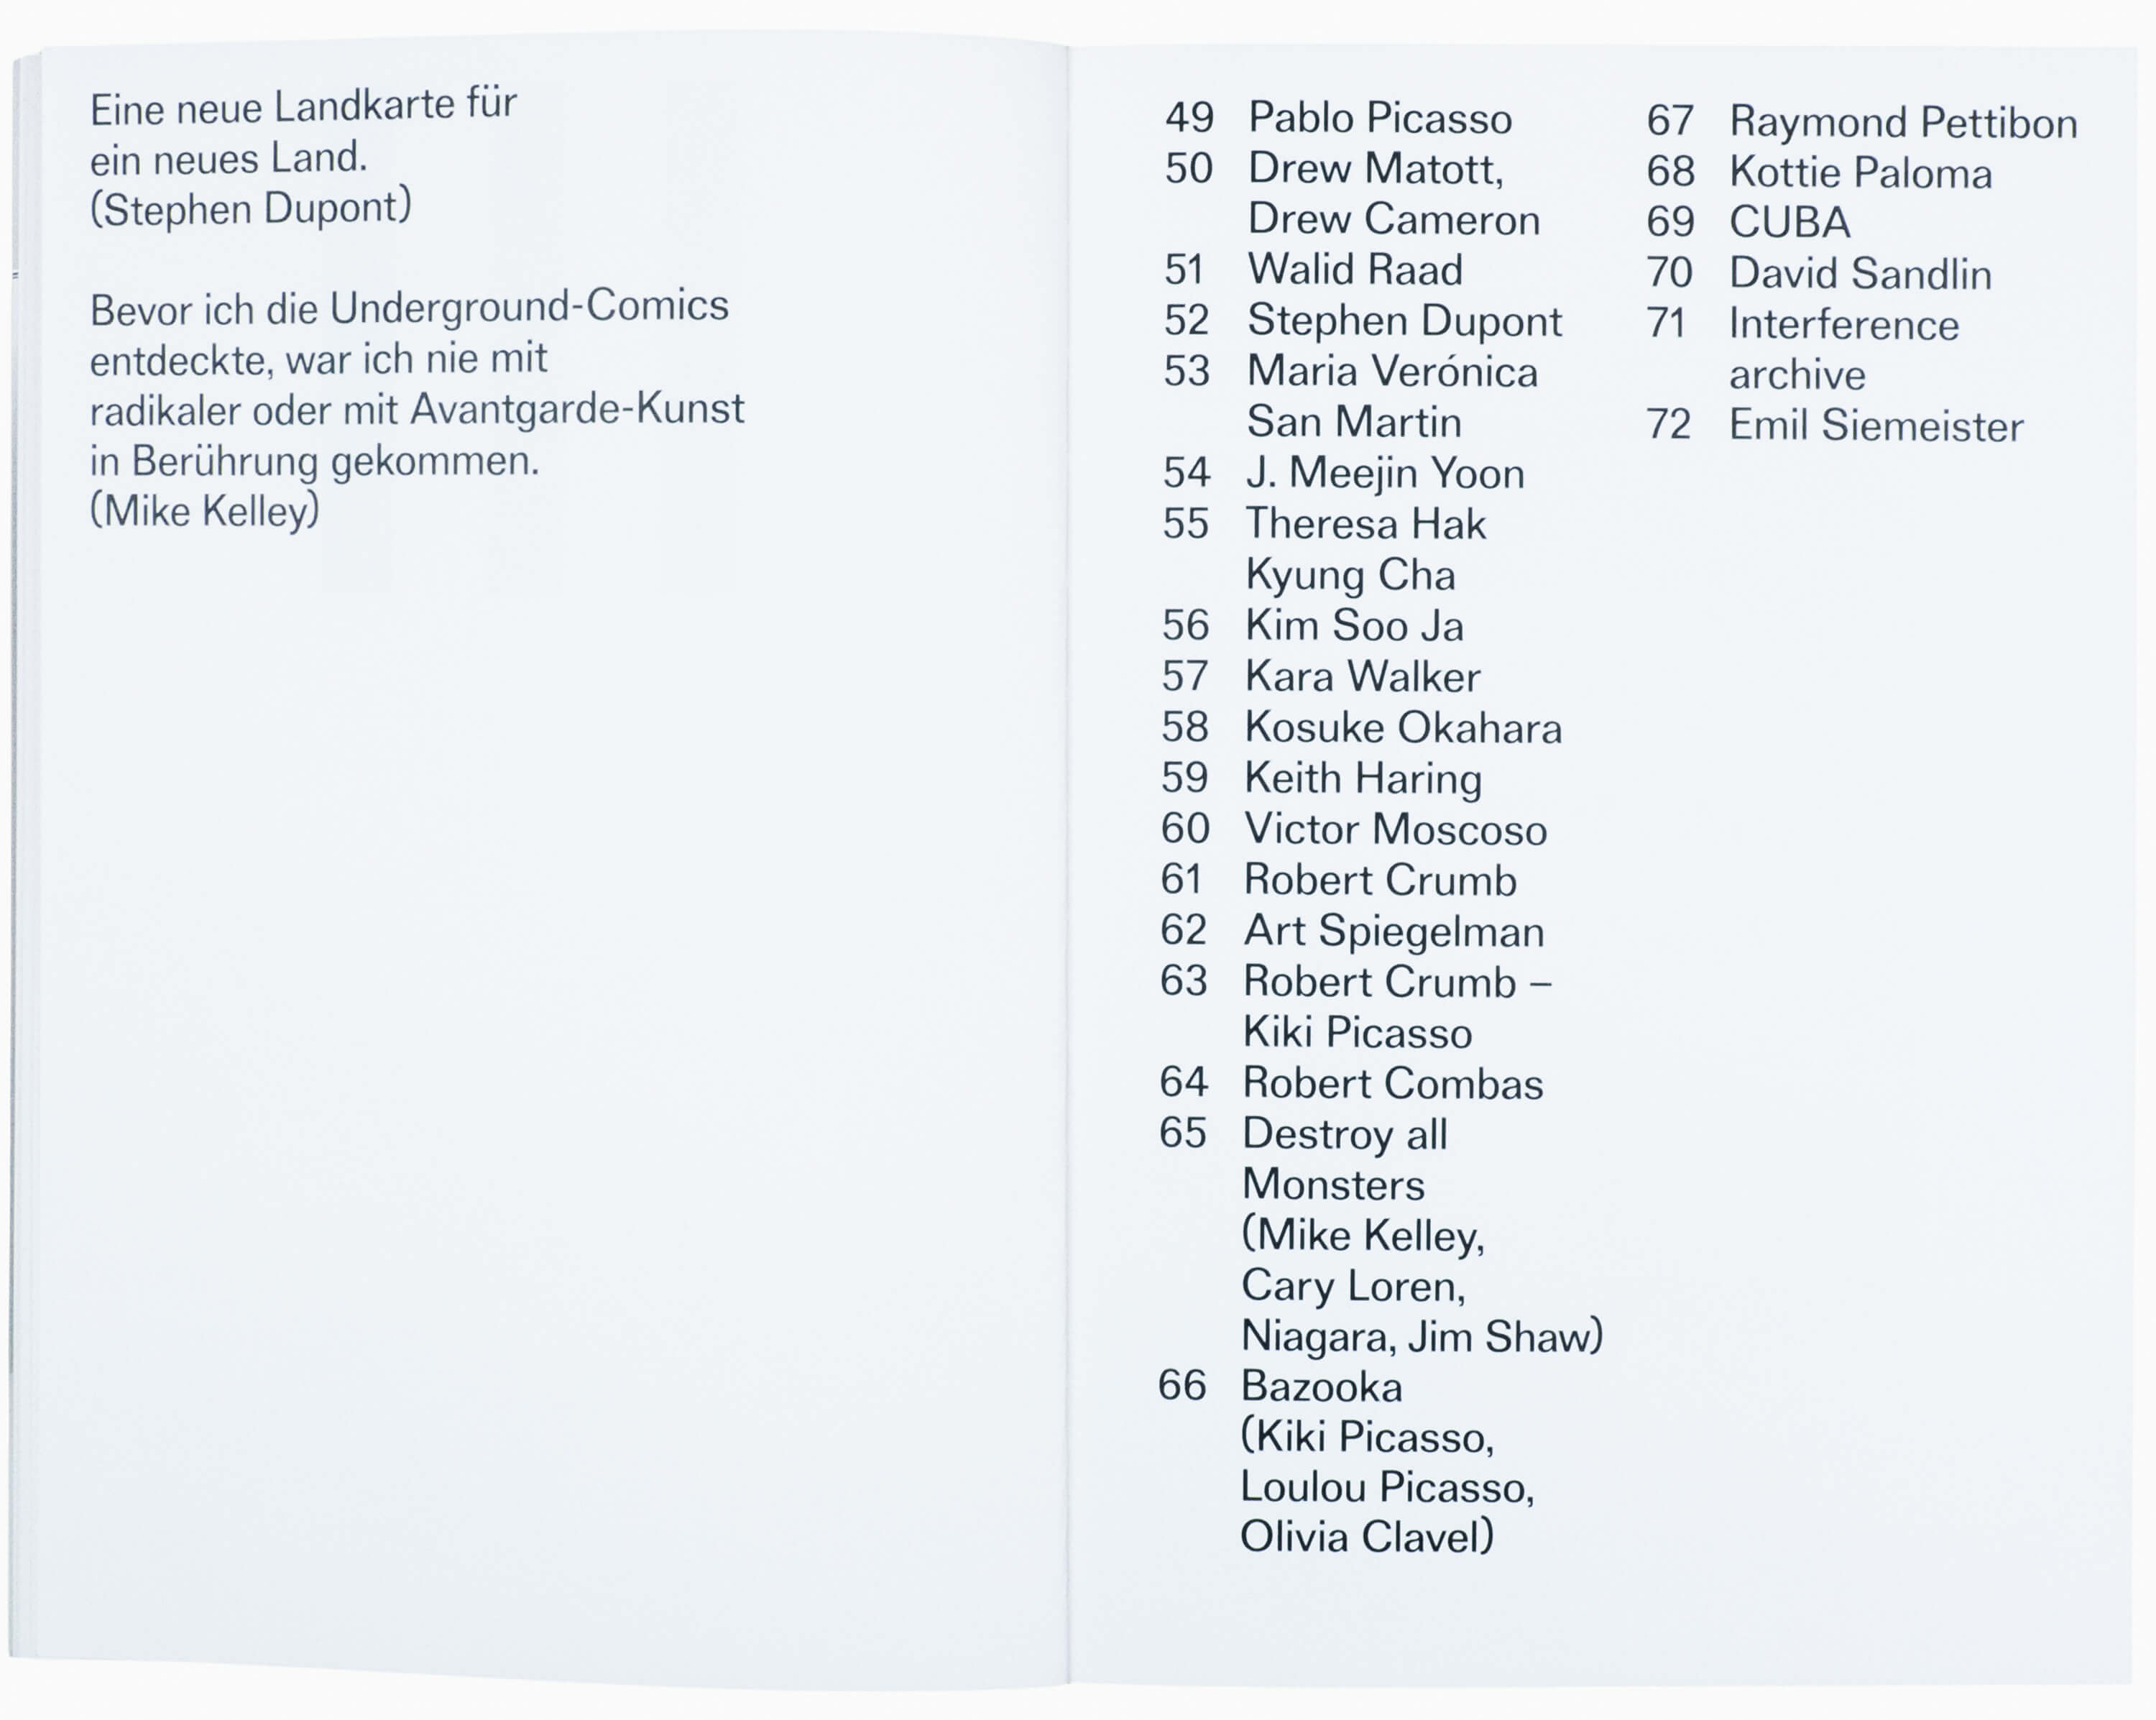 Eine neue Landkarte für
ein neues Land.
(Stephen Dupont)
Bevor ich die Underground-Comics
entdeckte, war ich nie mit
radikaler oder mit Avantgarde-Kunst
in Berührung gekommen.
(Mike Kelley)
49 Pablo Picasso
50 Drew Matott,
Drew Cameron
51 Walid Raad
52 Stephen Dupont
53 Maria Verónica
San Martin
54 J. Meejin Yoon
55 Theresa Hak
Kyung Cha
56 Kim Soo Ja
57 Kara Walker
58 Kosuke Okahara
59 Keith Haring
60 Victor Moscoso
61 Robert Crumb
62 Art Spiegelman
63 Robert Crumb –
Kiki Picasso
64 Robert Combas
65 Destroy all
Monsters
(Mike Kelley,
Cary Loren,
Niagara, Jim Shaw)
66 Bazooka
(Kiki Picasso,
Loulou Picasso,
Olivia Clavel)
67 Raymond Pettibon
68 Kottie Paloma
69 CUBA
70 David Sandlin
71 Interference
archive
72 Emil Siemeister